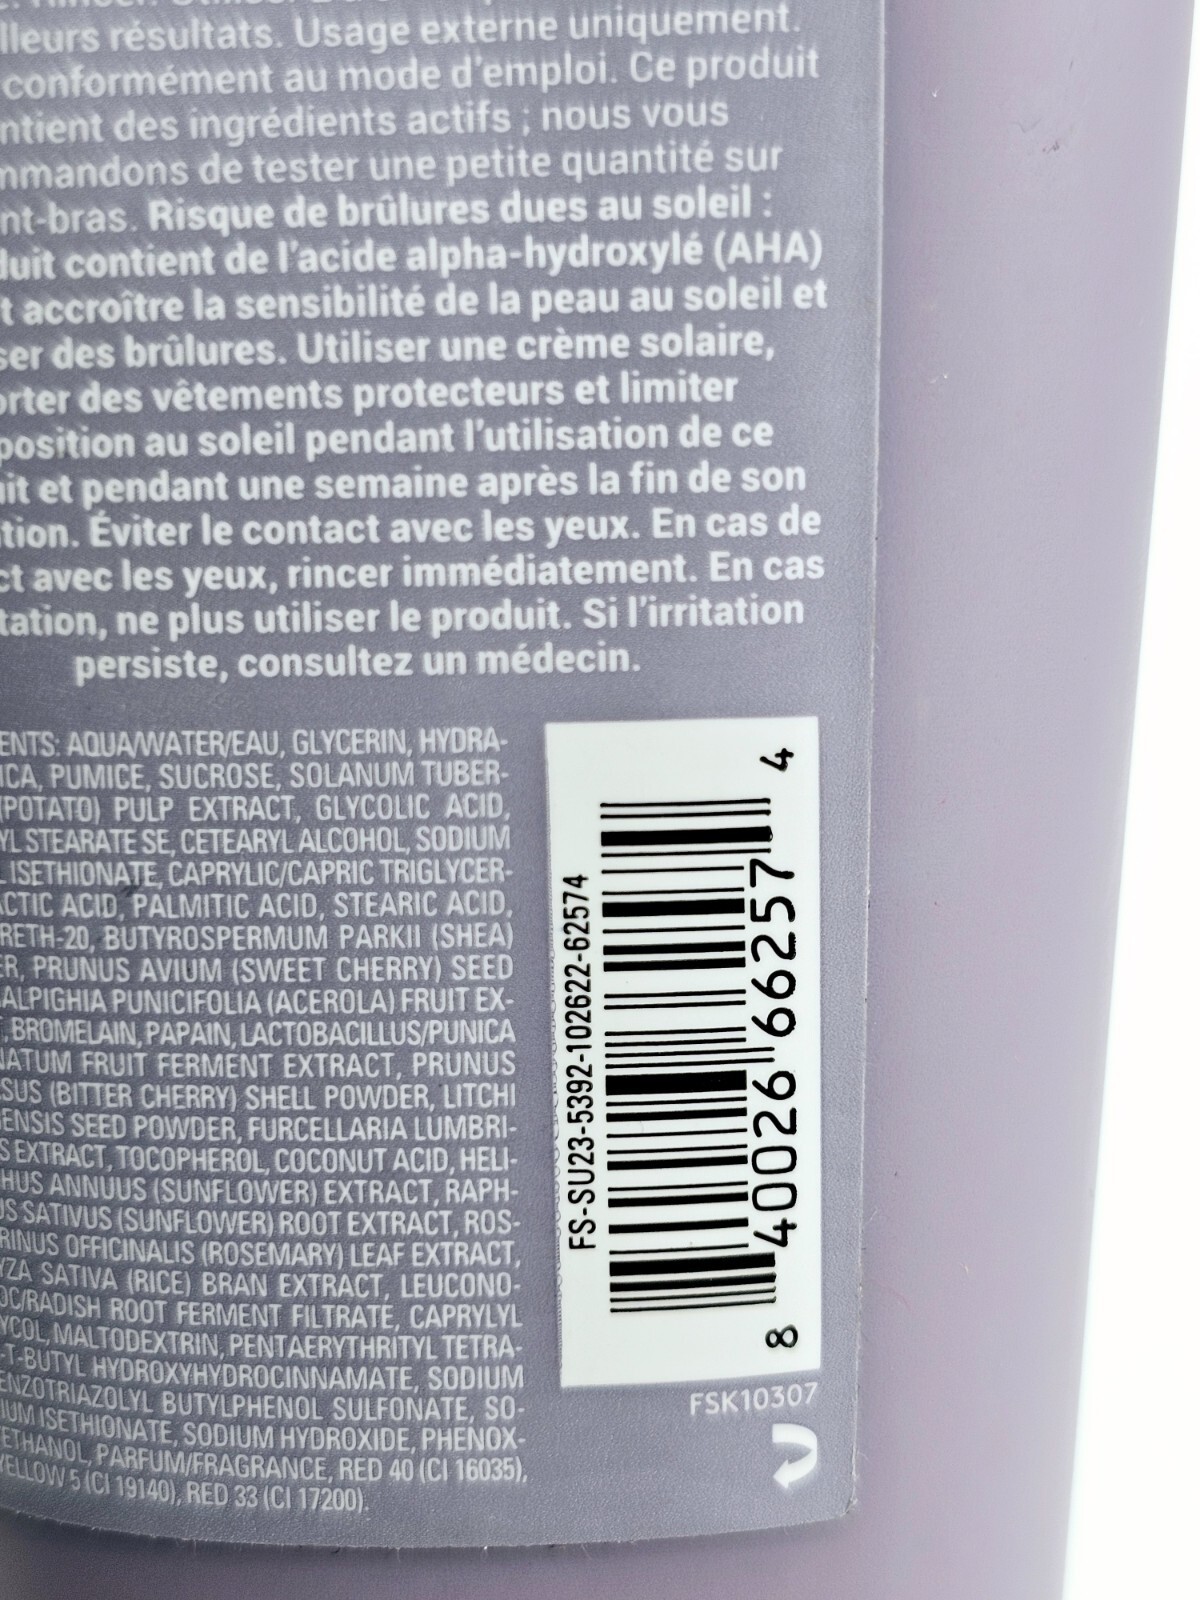 lleurs résultats. Usage externe uniquement.
conformément au mode d'emploi. Ce produit
ntient des ingrédients actifs ; nous vous
mmandons de tester une petite quantité sur
nt-bras. Risque de brûlures dues au soleil :
duit contient de l'acide alpha-hydroxylé (AHA)
t accroître la sensibilité de la peau au soleil et
ser des brûlures. Utiliser une crème solaire,
orter des vêtements protecteurs et limiter
position au soleil pendant l'utilisation de ce
uit et pendant une semaine après la fin de son
tion. Éviter le contact avec les yeux. En cas de
ct avec les yeux, rincer immédiatement. En cas
tation, ne plus utiliser le produit. Si l'irritation
persiste, consultez un médecin.
ENTS: AQUA/WATER/EAU, GLYCERIN, HYDRA-
ICA, PUMICE, SUCROSE, SOLANUM TUBER-
(POTATO) PULP EXTRACT, GLYCOLIC ACID,
YL STEARATE SE, CETEARYL ALCOHOL, SODIUM
L ISETHIONATE, CAPRYLIC/CAPRIC TRIGLYCER-
ACTIC ACID, PALMITIC ACID, STEARIC ACID,
RETH-20, BUTYROSPERMUM PARKII (SHEA)
ER, PRUNUS AVIUM (SWEET CHERRY) SEED
ALPIGHIA PUNICIFOLIA (ACEROLA) FRUIT EX-
T, BROMELAIN, PAPAIN, LACTOBACILLUS/PUNICA
NATUM FRUIT FERMENT EXTRACT, PRUNUS
SUS (BITTER CHERRY) SHELL POWDER, LITCHI
ENSIS SEED POWDER, FURCELLARIA LUMBRI-
S EXTRACT, TOCOPHEROL, COCONUT ACID, HELI-
HUS ANNUUS (SUNFLOWER) EXTRACT, RAPH-
US SATIVUS (SUNFLOWER) ROOT EXTRACT, ROS-
RINUS OFFICINALIS (ROSEMARY) LEAF EXTRACT,
YZA SATIVA (RICE) BRAN EXTRACT, LEUCONO-
OC/RADISH ROOT FERMENT FILTRATE, CAPRYLYL
YCOL, MALTODEXTRIN, PENTAERYTHRITYL TETRA-
-T-BUTYL HYDROXYHYDROCINNAMATE, SODIUM
ENZOTRIAZOLYL BUTYLPHENOL SULFONATE, SO-
IUM ISETHIONATE, SODIUM HYDROXIDE, PHENOX-
ETHANOL, PARFUM/FRAGRANCE, RED 40 (CI 16035),
YELLOW 5 (CI 19140), RED 33 (CI 17200).
FS-SU23-5392-102622-62574
8 40026 66257 4
FSK10307